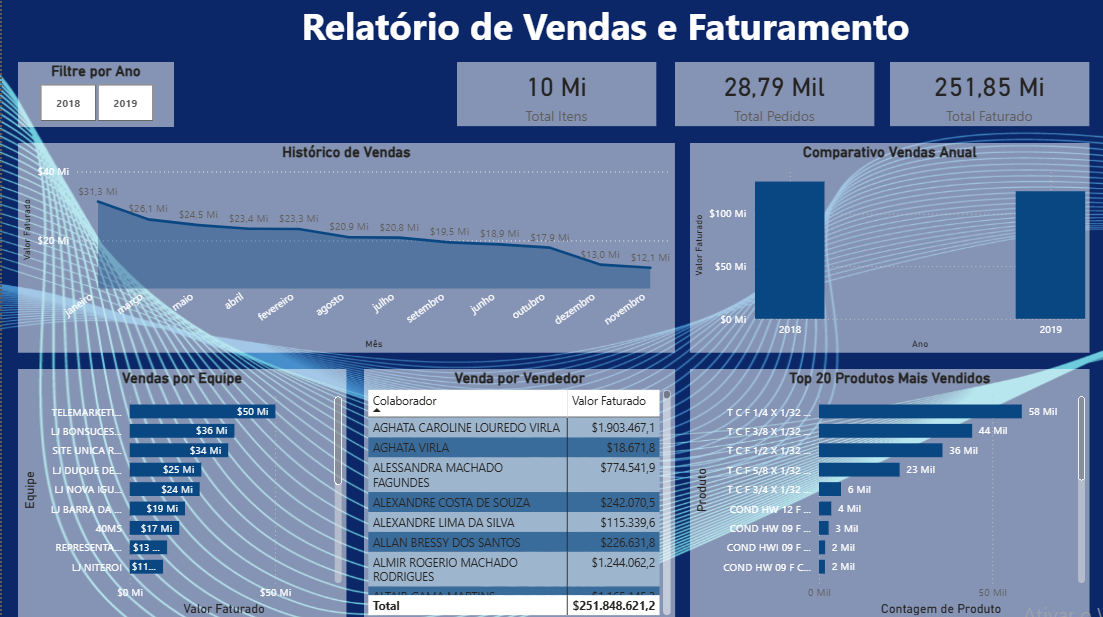 Relatório de Vendas e Faturamento
Filtre por Ano
2018
2019
10 Mi
Total Itens
28,79 Mil
Total Pedidos
251,85 Mi
Total Faturado
Histórico de Vendas
Valor Faturado
$40 Mi
$20 Mi
$31,3 Mi
$26,1 Mi
$24,5 Mi
$23,4 Mi
$23,3 Mi
$20,9 Mi
$20,8 Mi
$19,5 Mi
$18,9 Mi
$17,9 Mi
$13,0 Mi
$12,1 Mi
janeiro
março
maio
abril
fevereiro
agosto
julho
setembro
junho
outubro
dezembro
novembro
Mês
Comparativo Vendas Anual
Valor Faturado
$100 Mi
$50 Mi
$0 Mi
2018
2019
Ano
Vendas por Equipe
Equipe
TELEMARKETI... $50 Mi
LJ BONSUCES... $36 Mi
SITE UNICA R... $34 Mi
LJ DUQUE DE... $25 Mi
LJ NOVA IGU... $24 Mi
LJ BARRA DA ... $19 Mi
40MS $17 Mi
REPRESENTA... $13 ...
LJ NITEROI $11...
$0 Mi $50 Mi
Valor Faturado
Venda por Vendedor
Colaborador Valor Faturado
AGHATA CAROLINE LOUREDO VIRLA $1.903.467,1
AGHATA VIRLA $18.671,8
ALESSANDRA MACHADO $774.541,9
FAGUNDES
ALEXANDRE COSTA DE SOUZA $242.070,5
ALEXANDRE LIMA DA SILVA $115.339,6
ALLAN BRESSY DOS SANTOS $226.631,8
ALMIR ROGERIO MACHADO $1.244.062,2
RODRIGUES
Total $251.848.621,2
Top 20 Produtos Mais Vendidos
Produto
T C F 1/4 X 1/32 ... 58 Mil
T C F 3/8 X 1/32 ... 44 Mil
T C F 1/2 X 1/32 ... 36 Mil
T C F 5/8 X 1/32 ... 23 Mil
T C F 3/4 X 1/32 ... 6 Mil
COND HW 12 F ... 4 Mil
COND HW 09 F ... 3 Mil
COND HWI 09 F ... 2 Mil
COND HW 09 F C... 2 Mil
0 Mil 50 Mil
Contagem de Produto